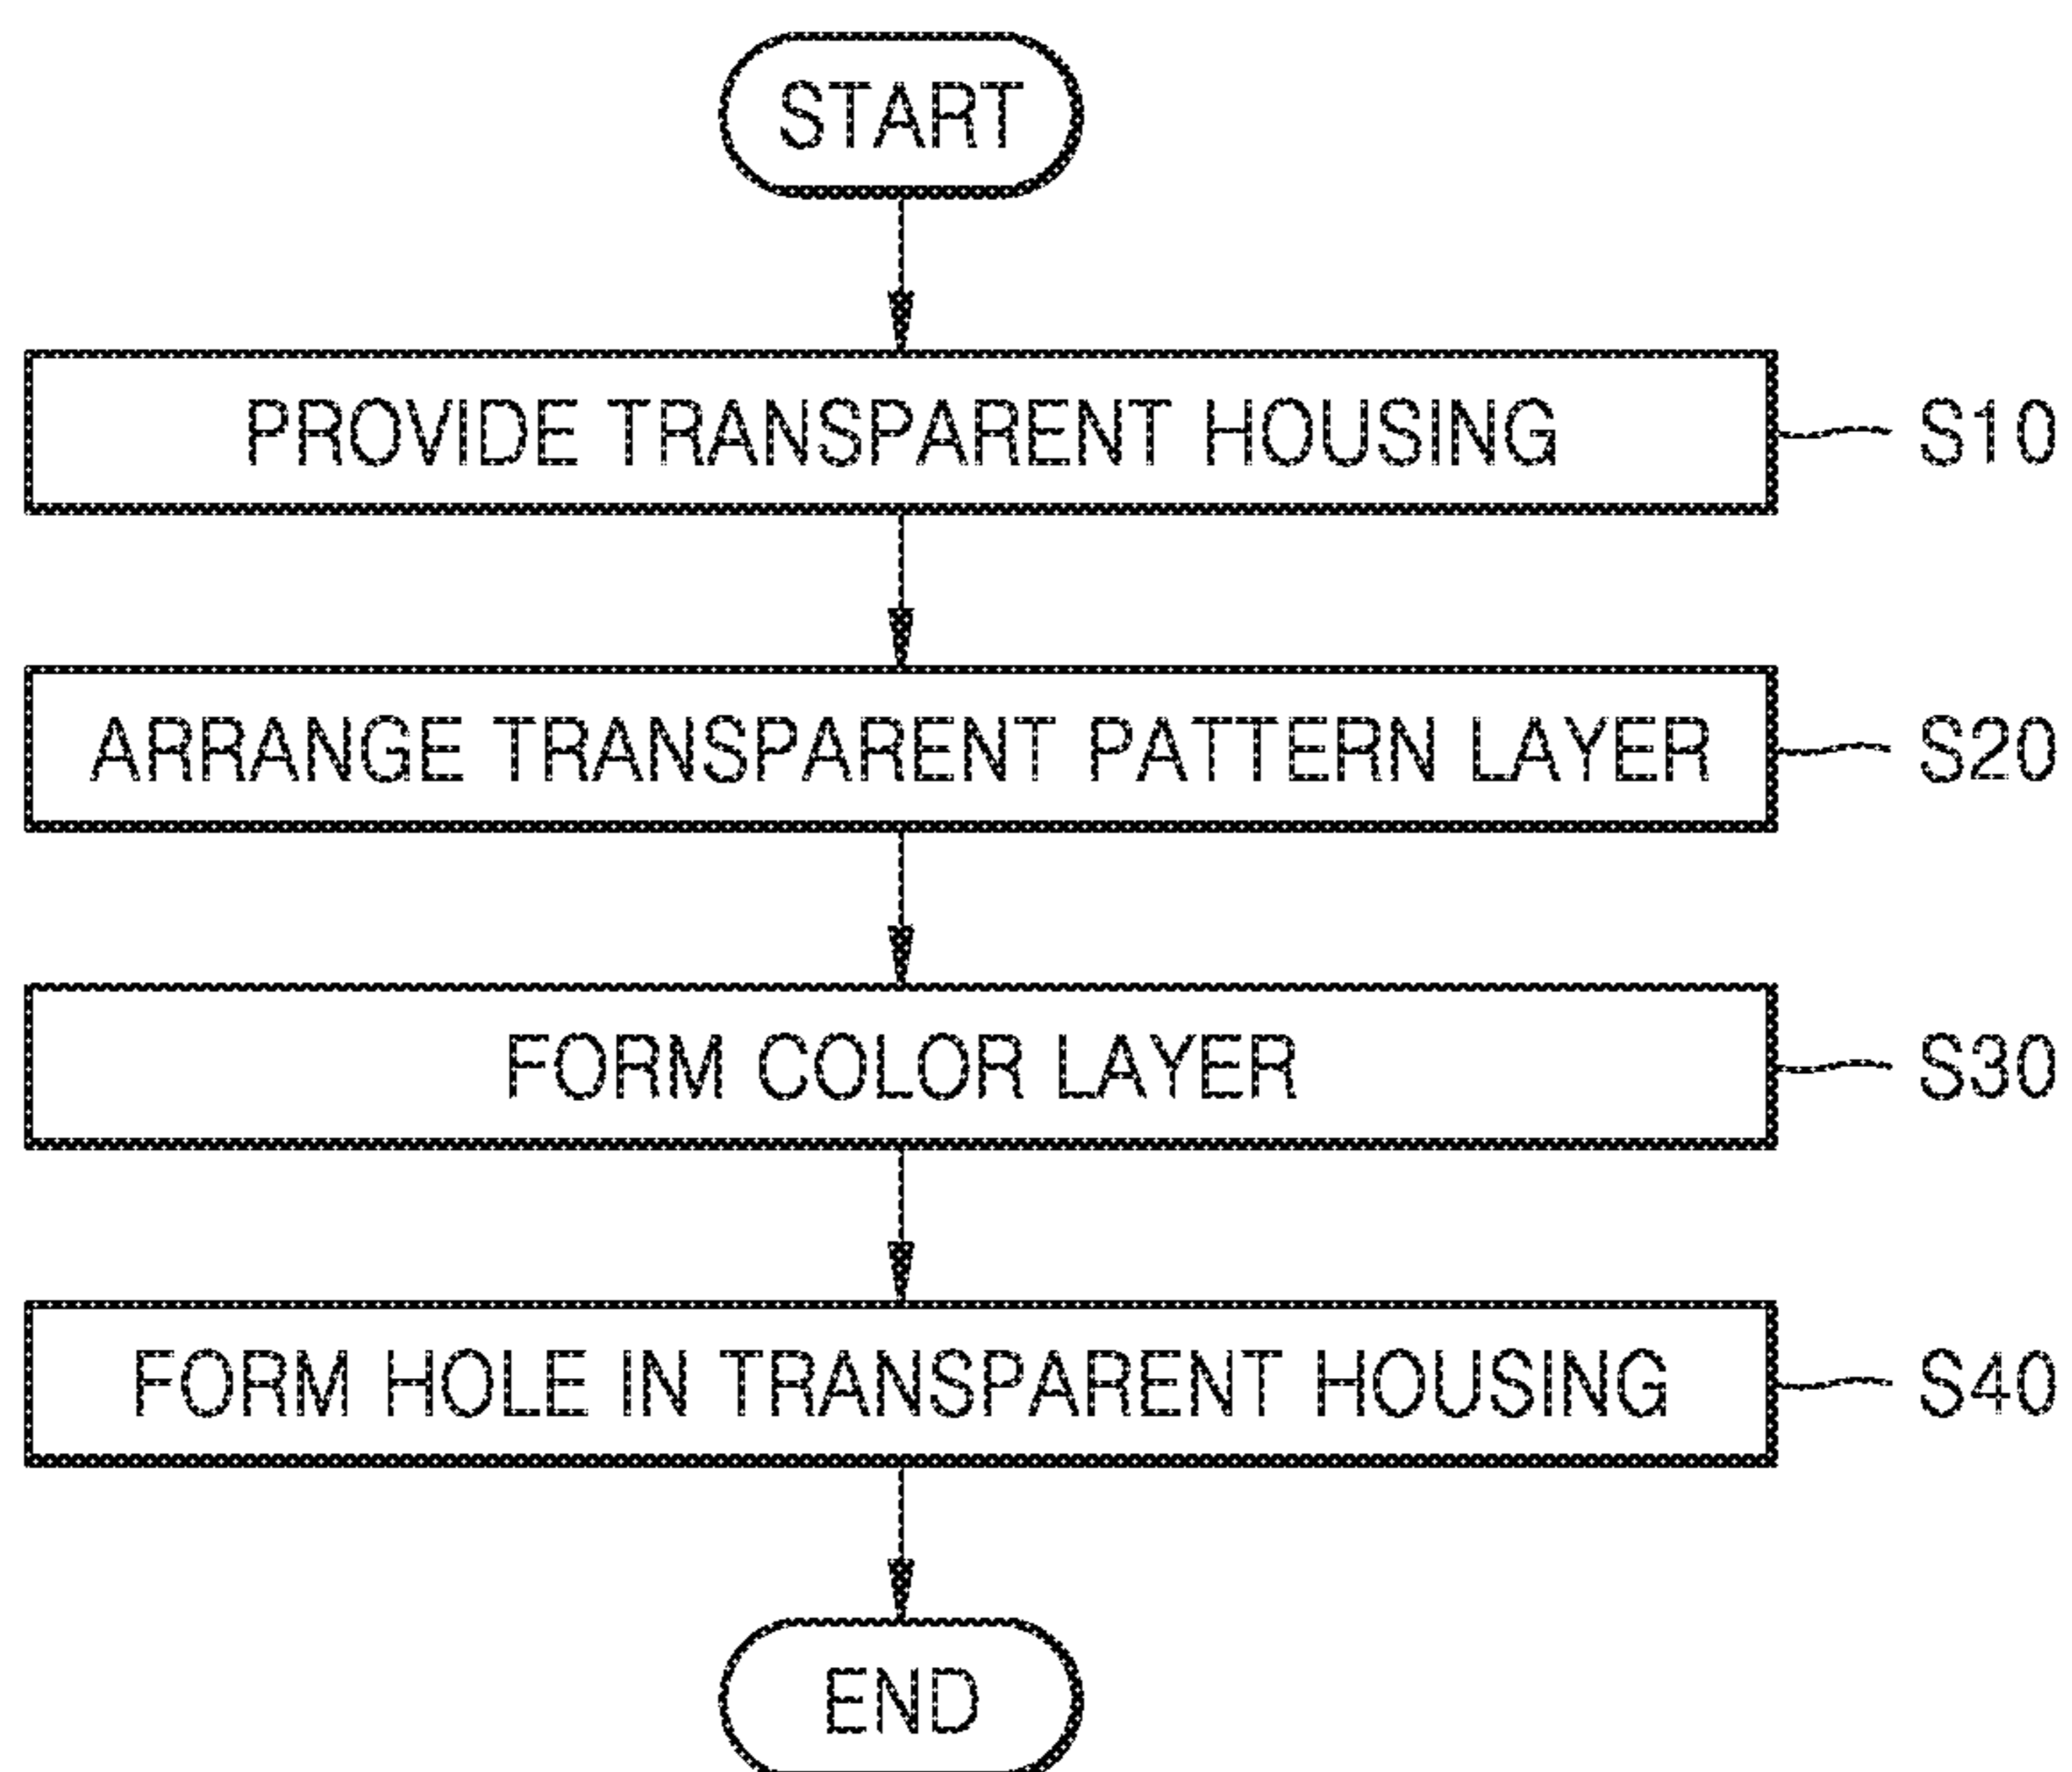 START
PROVIDE TRANSPARENT HOUSING S10
ARRANGE TRANSPARENT PATTERN LAYER S20
FORM COLOR LAYER S30
FORM HOLE IN TRANSPARENT HOUSING S40
END